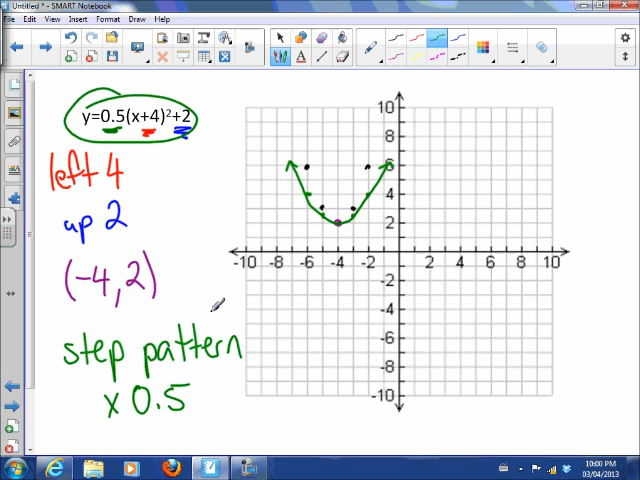 Untitled * - SMART Notebook
File Edit View Insert Format Tools Draw Help
y=0.5(x+4)²+2
left 4
up 2
(-4,2)
step pattern
x 0.5
10
8
6
4
2
-10 -8 -6 -4 -2 2 4 6 8 10
-2
-4
-6
-8
-10
10:00 PM
03/04/2013